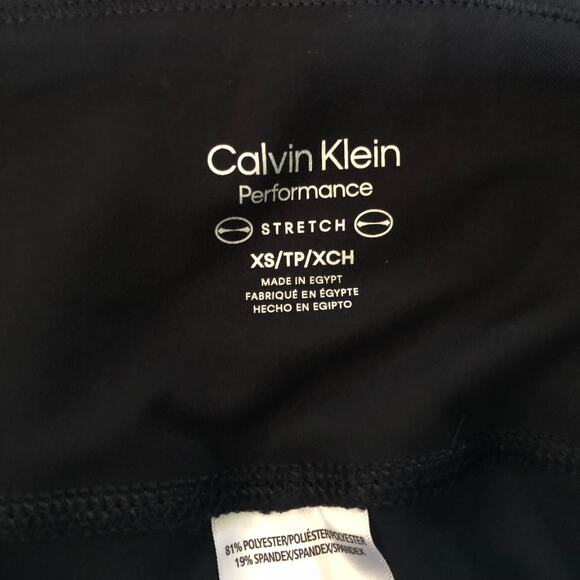 Calvin Klein
Performance
STRETCH
XS/TP/XCH
MADE IN EGYPT
FABRIQUÉ EN ÉGYPTE
HECHO EN EGIPTO
81% POLYESTER/POLIÉSTER/POLYESTER
19% SPANDEX/SPANDEX/SPANDEX